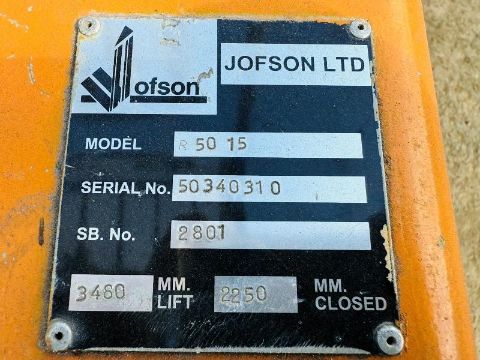 Jofson
JOFSON LTD
MODEL R 50 15
SERIAL No. 50340310
SB. No. 2801
3480 MM. LIFT 2250 MM. CLOSED